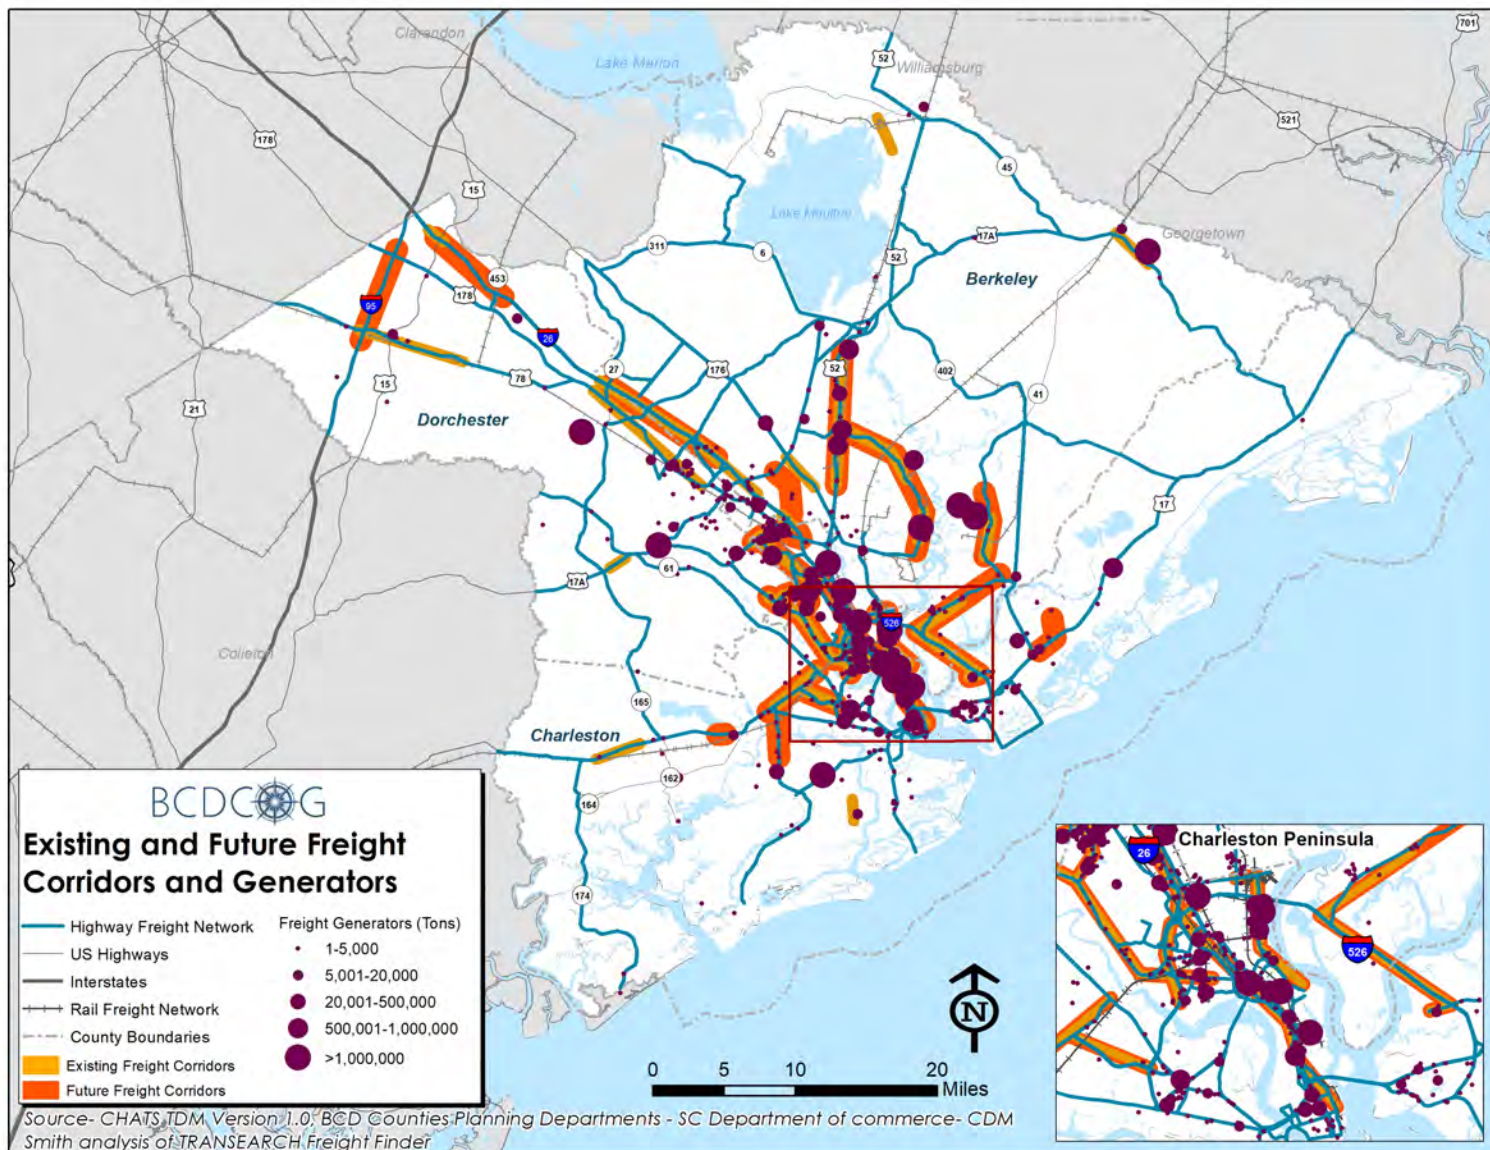 701
Clarandon
52
Lake Marion
Williamsburg
521
178
45
15
Lake Moultrie
17A
Georgetown
311
6
52
Berkeley
453
178
95
26
52
27
176
402
78
15
41
21
Dorchester
17
61
17A
526
Colleton
165
Charleston
162
164
174
BCDCOG
Existing and Future Freight
Corridors and Generators
Highway Freight Network
US Highways
Interstates
Rail Freight Network
County Boundaries
Existing Freight Corridors
Future Freight Corridors
Freight Generators (Tons)
1-5,000
5,001-20,000
20,001-500,000
500,001-1,000,000
>1,000,000
N
0 5 10 20
Miles
Charleston Peninsula
26
526
Source- CHATS TDM Version 1.0, BCD Counties Planning Departments - SC Department of commerce- CDM
Smith analysis of TRANSEARCH Freight Finder